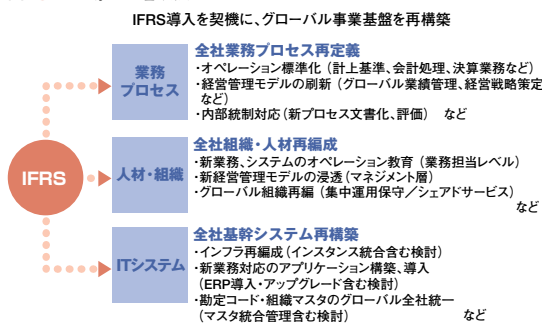 IFRS導入を契機に、グローバル事業基盤を再構築
業務
プロセス
全社業務プロセス再定義
・オペレーション標準化（計上基準、会計処理、決算業務など）
・経営管理モデルの刷新（グローバル業績管理、経営戦略策定
など）
・内部統制対応（新プロセス文書化、評価） など
IFRS
人材・組織
全社組織・人材再編成
・新業務、システムのオペレーション教育（業務担当レベル）
・新経営管理モデルの浸透（マネジメント層）
・グローバル組織再編（集中運用保守／シェアドサービス）
など
ITシステム
全社基幹システム再構築
・インフラ再編成（インスタンス統合含む検討）
・新業務対応のアプリケーション構築、導入
（ERP導入・アップグレード含む検討）
・勘定コード・組織マスタのグローバル全社統一
（マスタ統合管理含む検討） など